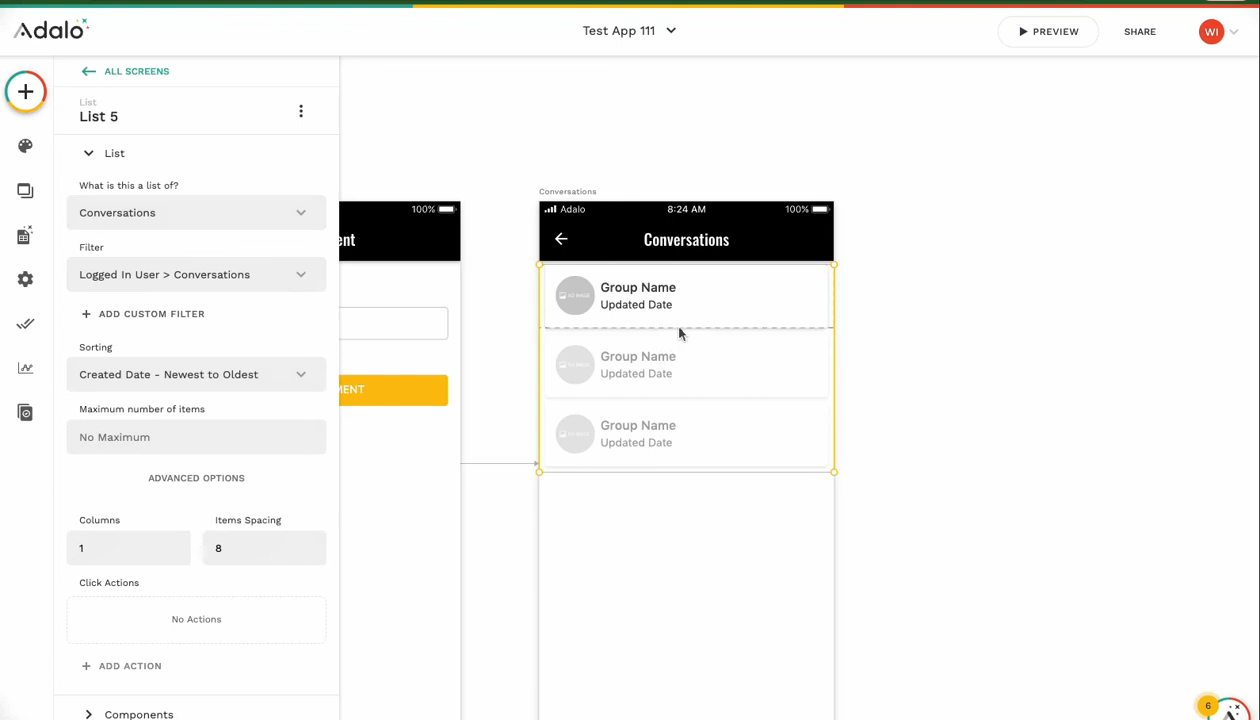 Adalo
Test App 111
PREVIEW
SHARE
WI
ALL SCREENS
List
List 5
List
What is this a list of?
Conversations
Filter
Logged In User > Conversations
+ ADD CUSTOM FILTER
Sorting
Created Date - Newest to Oldest
Maximum number of items
No Maximum
ADVANCED OPTIONS
Columns
Items Spacing
1
8
Click Actions
No Actions
+ ADD ACTION
Components
100%
ent
MENT
Conversations
Adalo
8:24 AM
100%
Conversations
Group Name
Updated Date
Group Name
Updated Date
Group Name
Updated Date
6